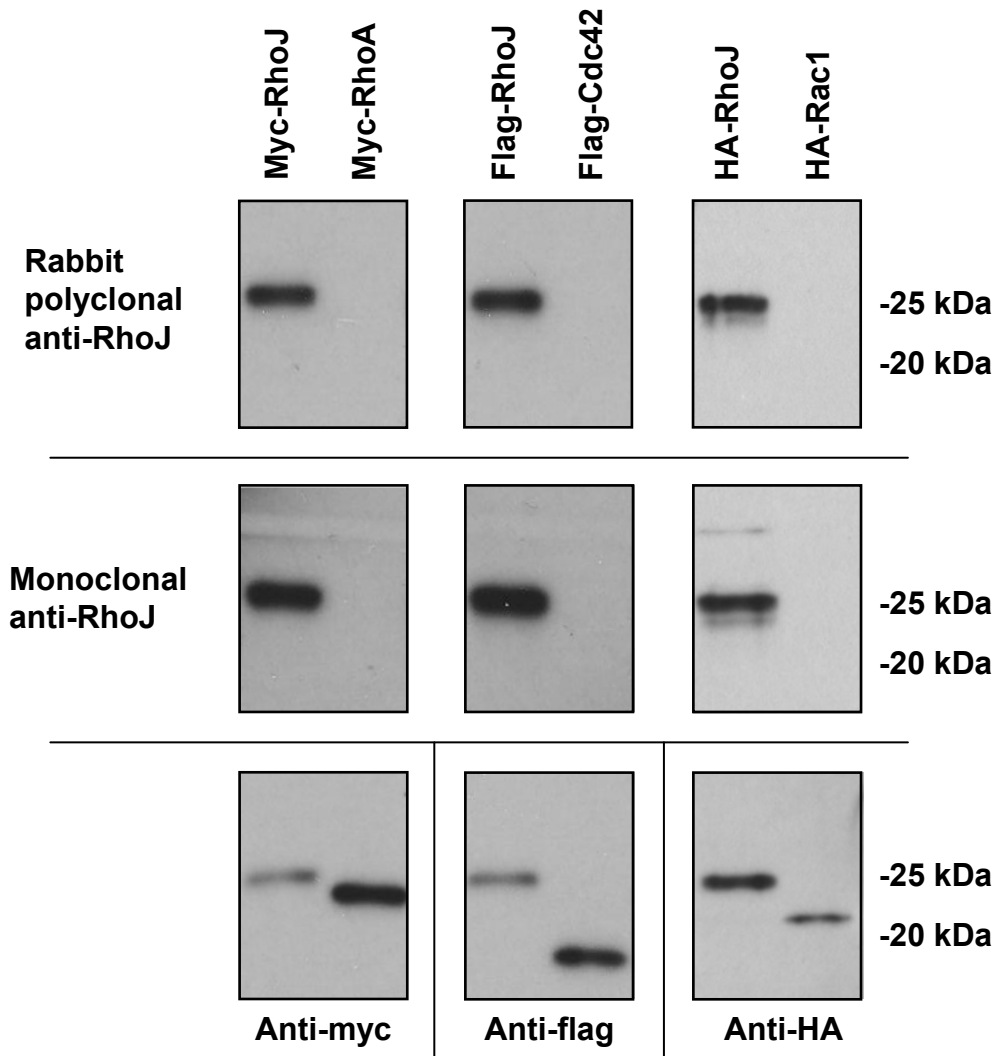 Myc-RhoJ
Myc-RhoA
Flag-RhoJ
Flag-Cdc42
HA-RhoJ
HA-Rac1
Rabbit
polyclonal
anti-RhoJ
-25 kDa
-20 kDa
Monoclonal
anti-RhoJ
-25 kDa
-20 kDa
-25 kDa
-20 kDa
Anti-myc
Anti-flag
Anti-HA